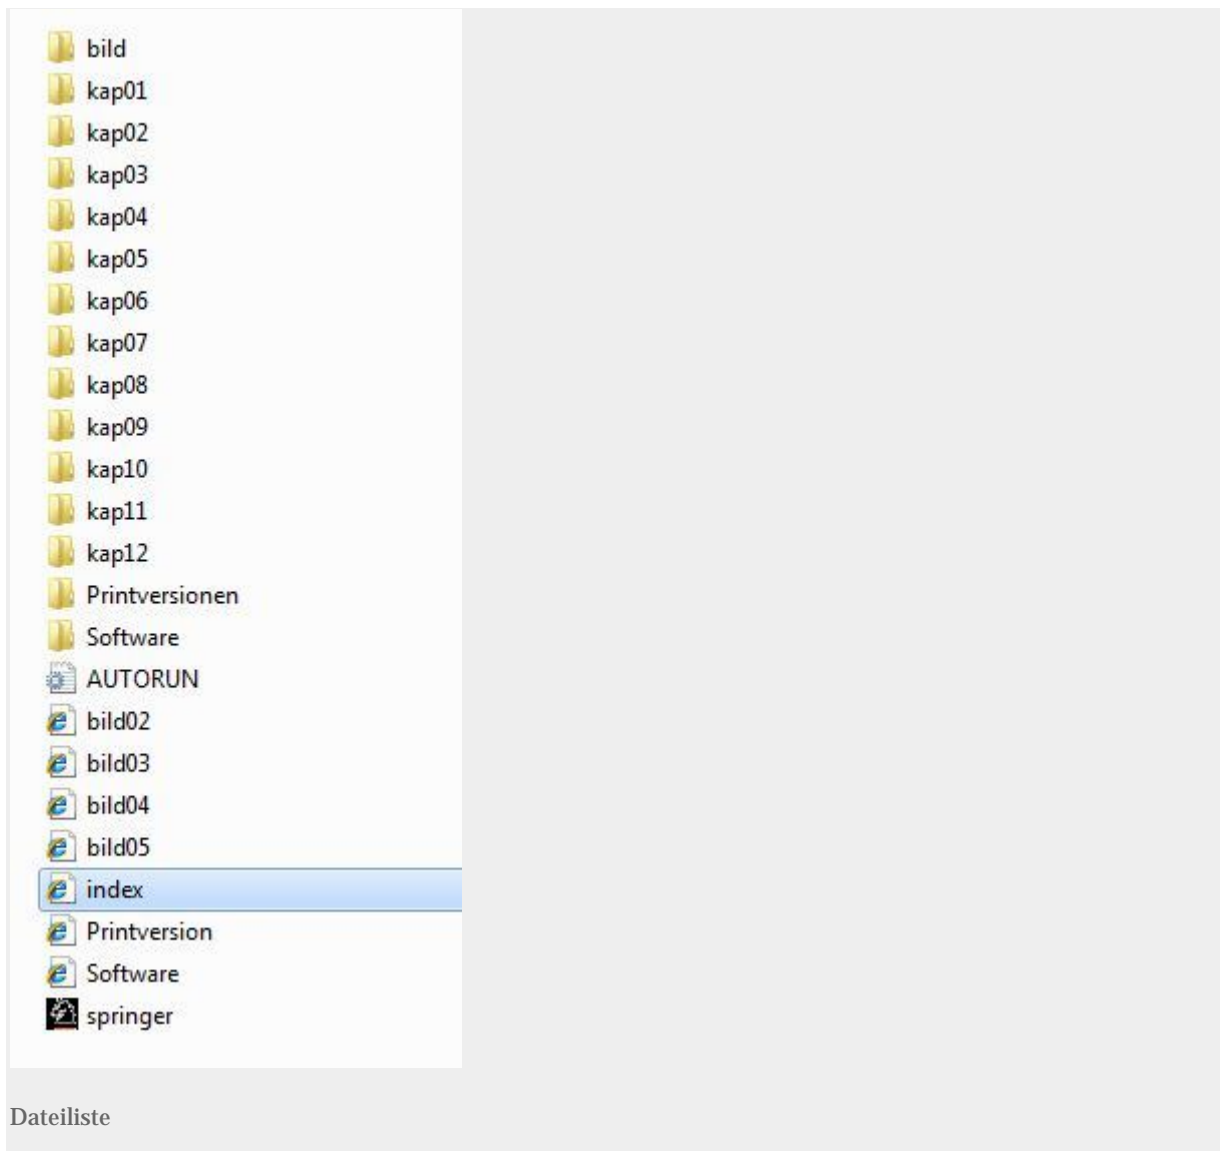 bild
kap01
kap02
kap03
kap04
kap05
kap06
kap07
kap08
kap09
kap10
kap11
kap12
Printversionen
Software
AUTORUN
bild02
bild03
bild04
bild05
index
Printversion
Software
springer
Dateiliste